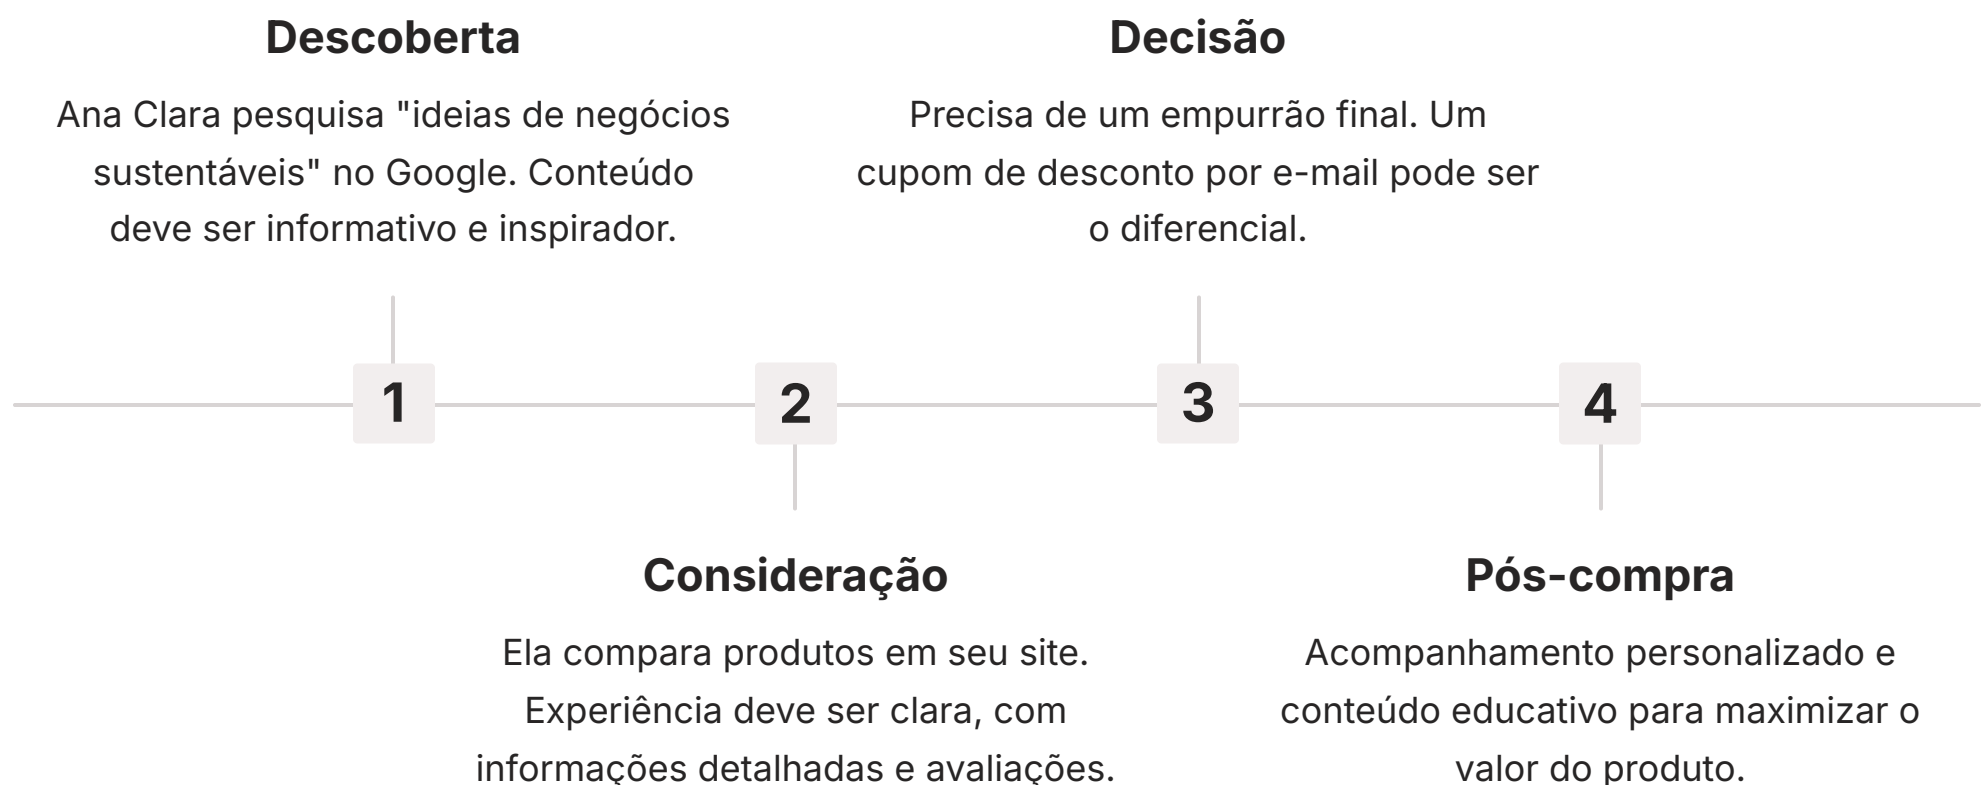 Descoberta
Ana Clara pesquisa "ideias de negócios
sustentáveis" no Google. Conteúdo
deve ser informativo e inspirador.
1
2
Consideração
Ela compara produtos em seu site.
Experiência deve ser clara, com
informações detalhadas e avaliações.
Decisão
Precisa de um empurrão final. Um
cupom de desconto por e-mail pode ser
o diferencial.
3
4
Pós-compra
Acompanhamento personalizado e
conteúdo educativo para maximizar o
valor do produto.